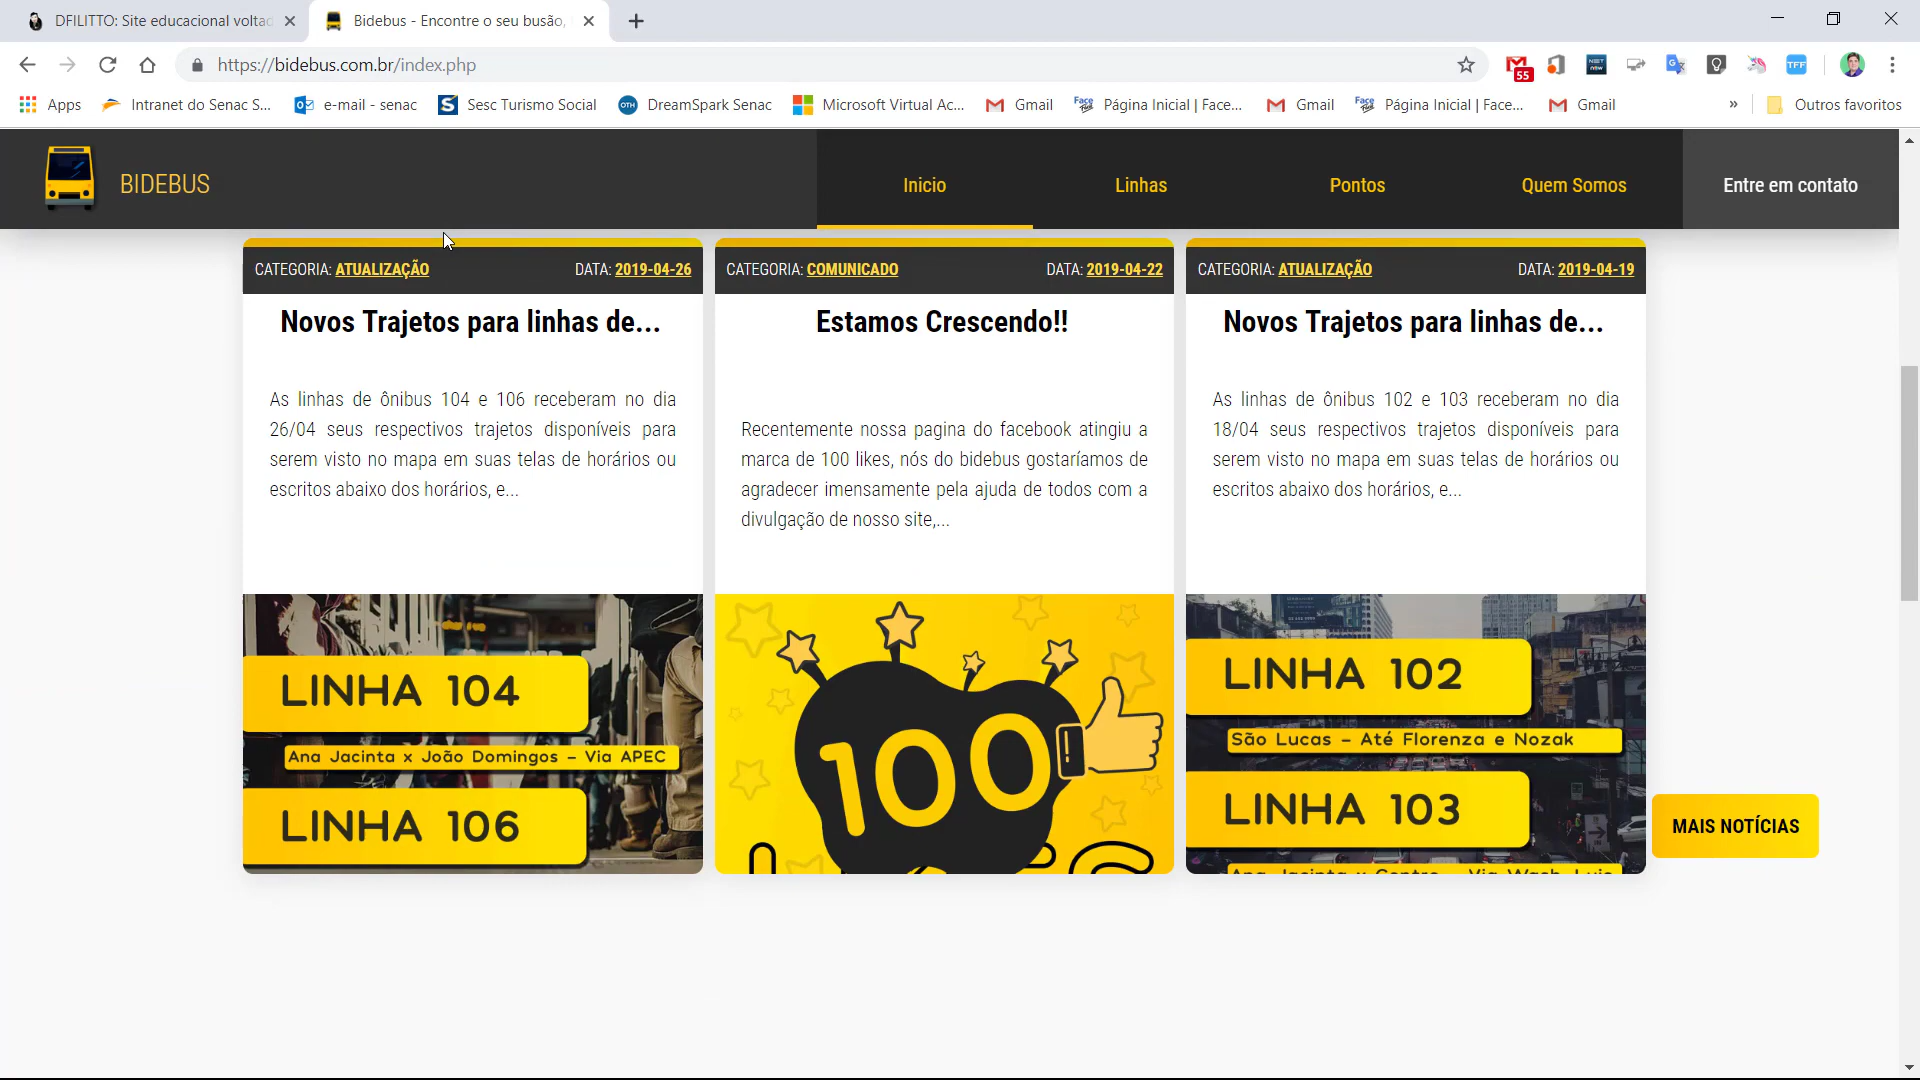 DFILITTO: Site educacional voltad
Bidebus - Encontre o seu busão,
https://bidebus.com.br/index.php
55
TFF
Apps
Intranet do Senac S...
e-mail - senac
Sesc Turismo Social
DreamSpark Senac
Microsoft Virtual Ac...
Gmail
Página Inicial | Face...
Gmail
Página Inicial | Face...
Gmail
»
Outros favoritos
BIDEBUS
Inicio
Linhas
Pontos
Quem Somos
Entre em contato
CATEGORIA: ATUALIZAÇÃO
DATA: 2019-04-26
Novos Trajetos para linhas de...
As linhas de ônibus 104 e 106 receberam no dia
26/04 seus respectivos trajetos disponíveis para
serem visto no mapa em suas telas de horários ou
escritos abaixo dos horários, e...
LINHA 104
Ana Jacinta x João Domingos - Via APEC
LINHA 106
CATEGORIA: COMUNICADO
DATA: 2019-04-22
Estamos Crescendo!!
Recentemente nossa pagina do facebook atingiu a
marca de 100 likes, nós do bidebus gostaríamos de
agradecer imensamente pela ajuda de todos com a
divulgação de nosso site,...
100
CATEGORIA: ATUALIZAÇÃO
DATA: 2019-04-19
Novos Trajetos para linhas de...
As linhas de ônibus 102 e 103 receberam no dia
18/04 seus respectivos trajetos disponíveis para
serem visto no mapa em suas telas de horários ou
escritos abaixo dos horários, e...
LINHA 102
São Lucas - Até Florenza e Nozak
LINHA 103
Ana Jacinta x Centro - Via Wash. Luis
MAIS NOTÍCIAS